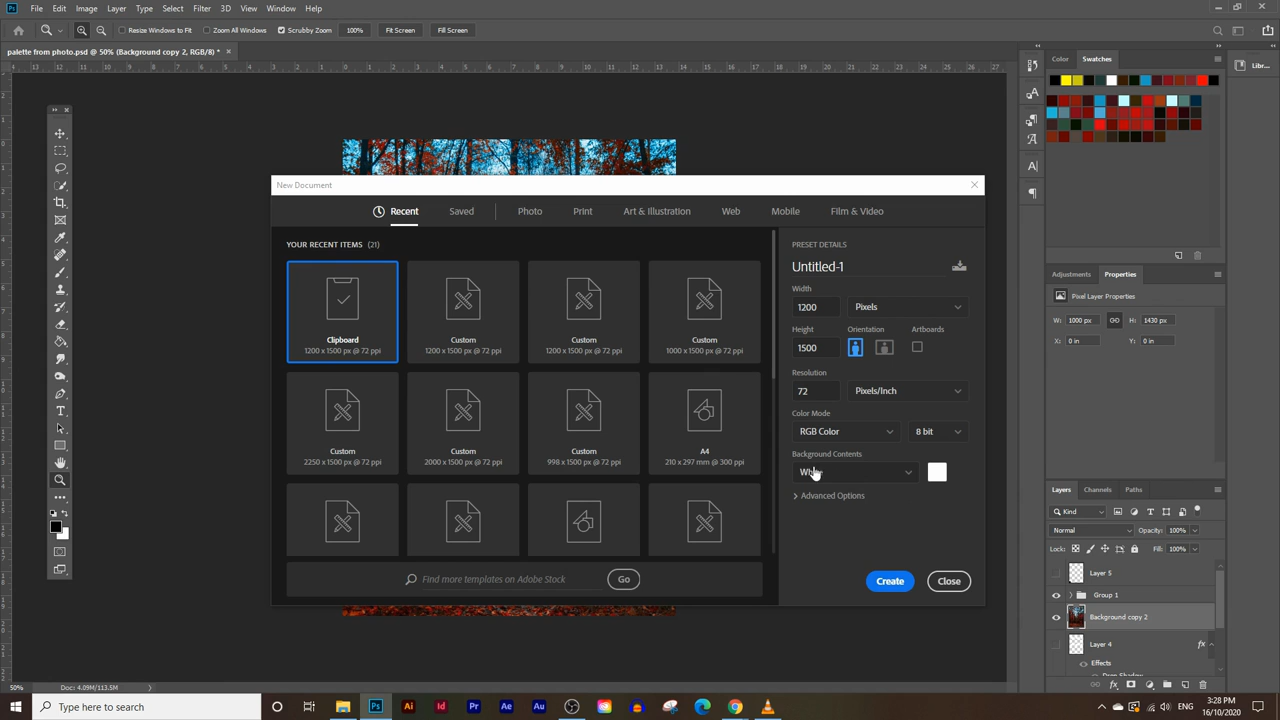 Ps File Edit Image Layer Type Select Filter 3D View Window Help
Resize Windows to Fit Zoom All Windows Scrubby Zoom 100% Fit Screen Fill Screen
palette from photo.psd @ 50% (Background copy 2, RGB/8) * ×
Color Swatches
Libr...
New Document
Recent Saved Photo Print Art & Illustration Web Mobile Film & Video
YOUR RECENT ITEMS (21)
Clipboard
1200 x 1500 px @ 72 ppi
Custom
1200 x 1500 px @ 72 ppi
Custom
1200 x 1500 px @ 72 ppi
Custom
1000 x 1500 px @ 72 ppi
Custom
2250 x 1500 px @ 72 ppi
Custom
2000 x 1500 px @ 72 ppi
Custom
998 x 1500 px @ 72 ppi
A4
210 x 297 mm @ 300 ppi
Find more templates on Adobe Stock Go
PRESET DETAILS
Untitled-1
Width
1200 Pixels
Height Orientation Artboards
1500
Resolution
72 Pixels/Inch
Color Mode
RGB Color 8 bit
Background Contents
Advanced Options
Create Close
Adjustments Properties
Pixel Layer Properties
W: 1000 px H: 1430 px
X: 0 in Y: 0 in
Layers Channels Paths
Kind
Normal Opacity: 100%
Lock: Fill: 100%
Layer 5
Group 1
Background copy 2
Layer 4 fx
Effects
50% Doc: 4.09M/113.5M
Type here to search
Ps Ai Id Pr Ae Au
3:28 PM
16/10/2020